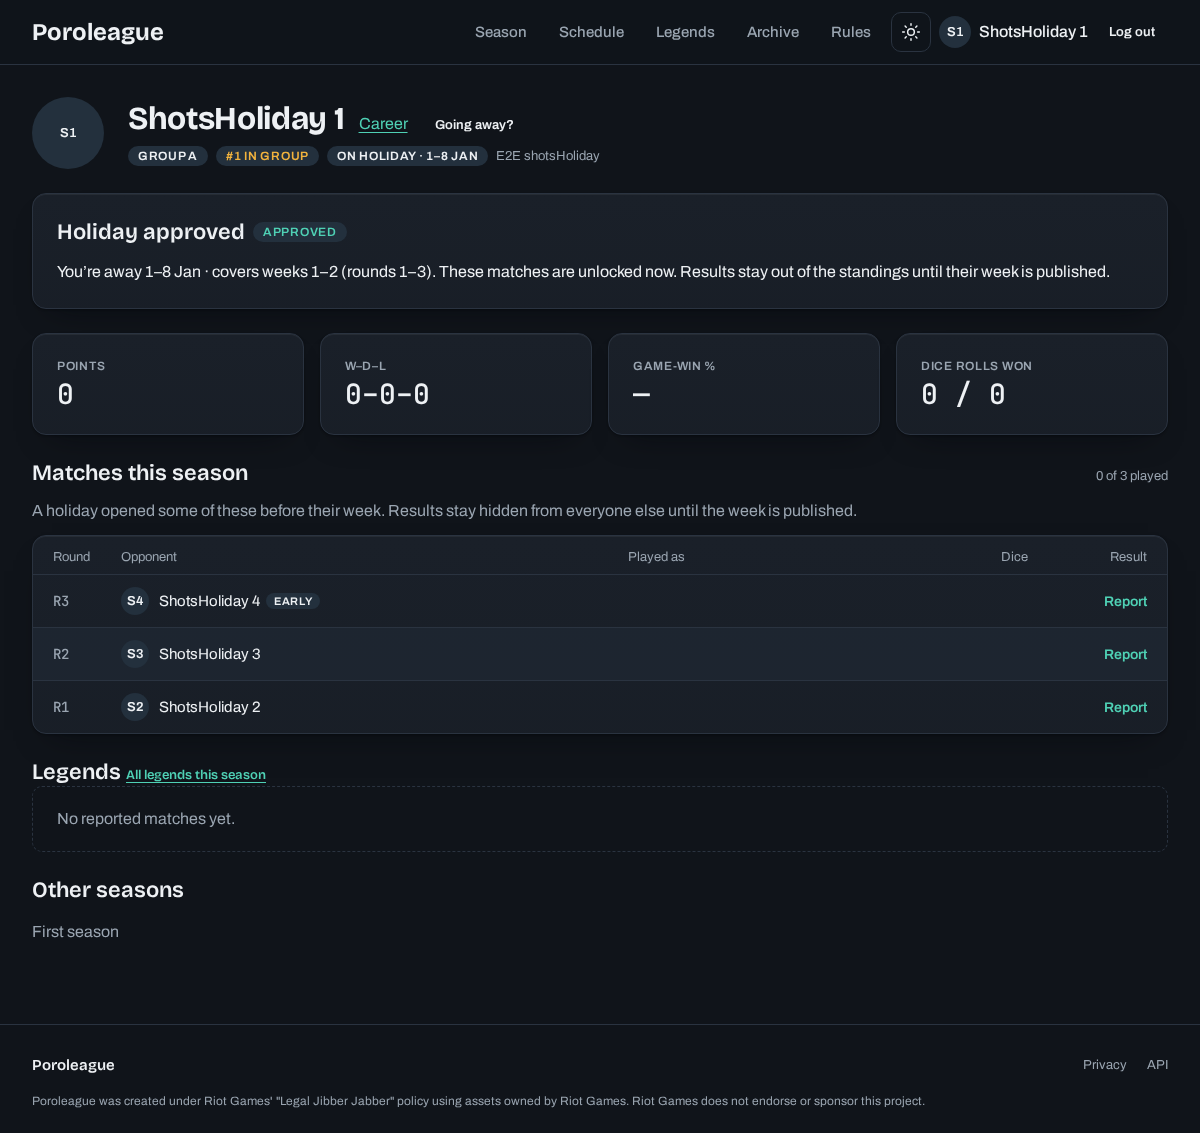 Poroleague Season Schedule Legends Archive Rules S1 ShotsHoliday 1 Log out
S1 ShotsHoliday 1 Career Going away?
GROUP A #1 IN GROUP ON HOLIDAY · 1–8 JAN E2E shotsHoliday
Holiday approved APPROVED
You’re away 1–8 Jan · covers weeks 1–2 (rounds 1–3). These matches are unlocked now. Results stay out of the standings until their week is published.
POINTS W–D–L GAME-WIN % DICE ROLLS WON
0 0–0–0 — 0 / 0
Matches this season 0 of 3 played
A holiday opened some of these before their week. Results stay hidden from everyone else until the week is published.
Round Opponent Played as Dice Result
R3 S4 ShotsHoliday 4 EARLY Report
R2 S3 ShotsHoliday 3 Report
R1 S2 ShotsHoliday 2 Report
Legends All legends this season
No reported matches yet.
Other seasons
First season
Poroleague Privacy API
Poroleague was created under Riot Games' "Legal Jibber Jabber" policy using assets owned by Riot Games. Riot Games does not endorse or sponsor this project.